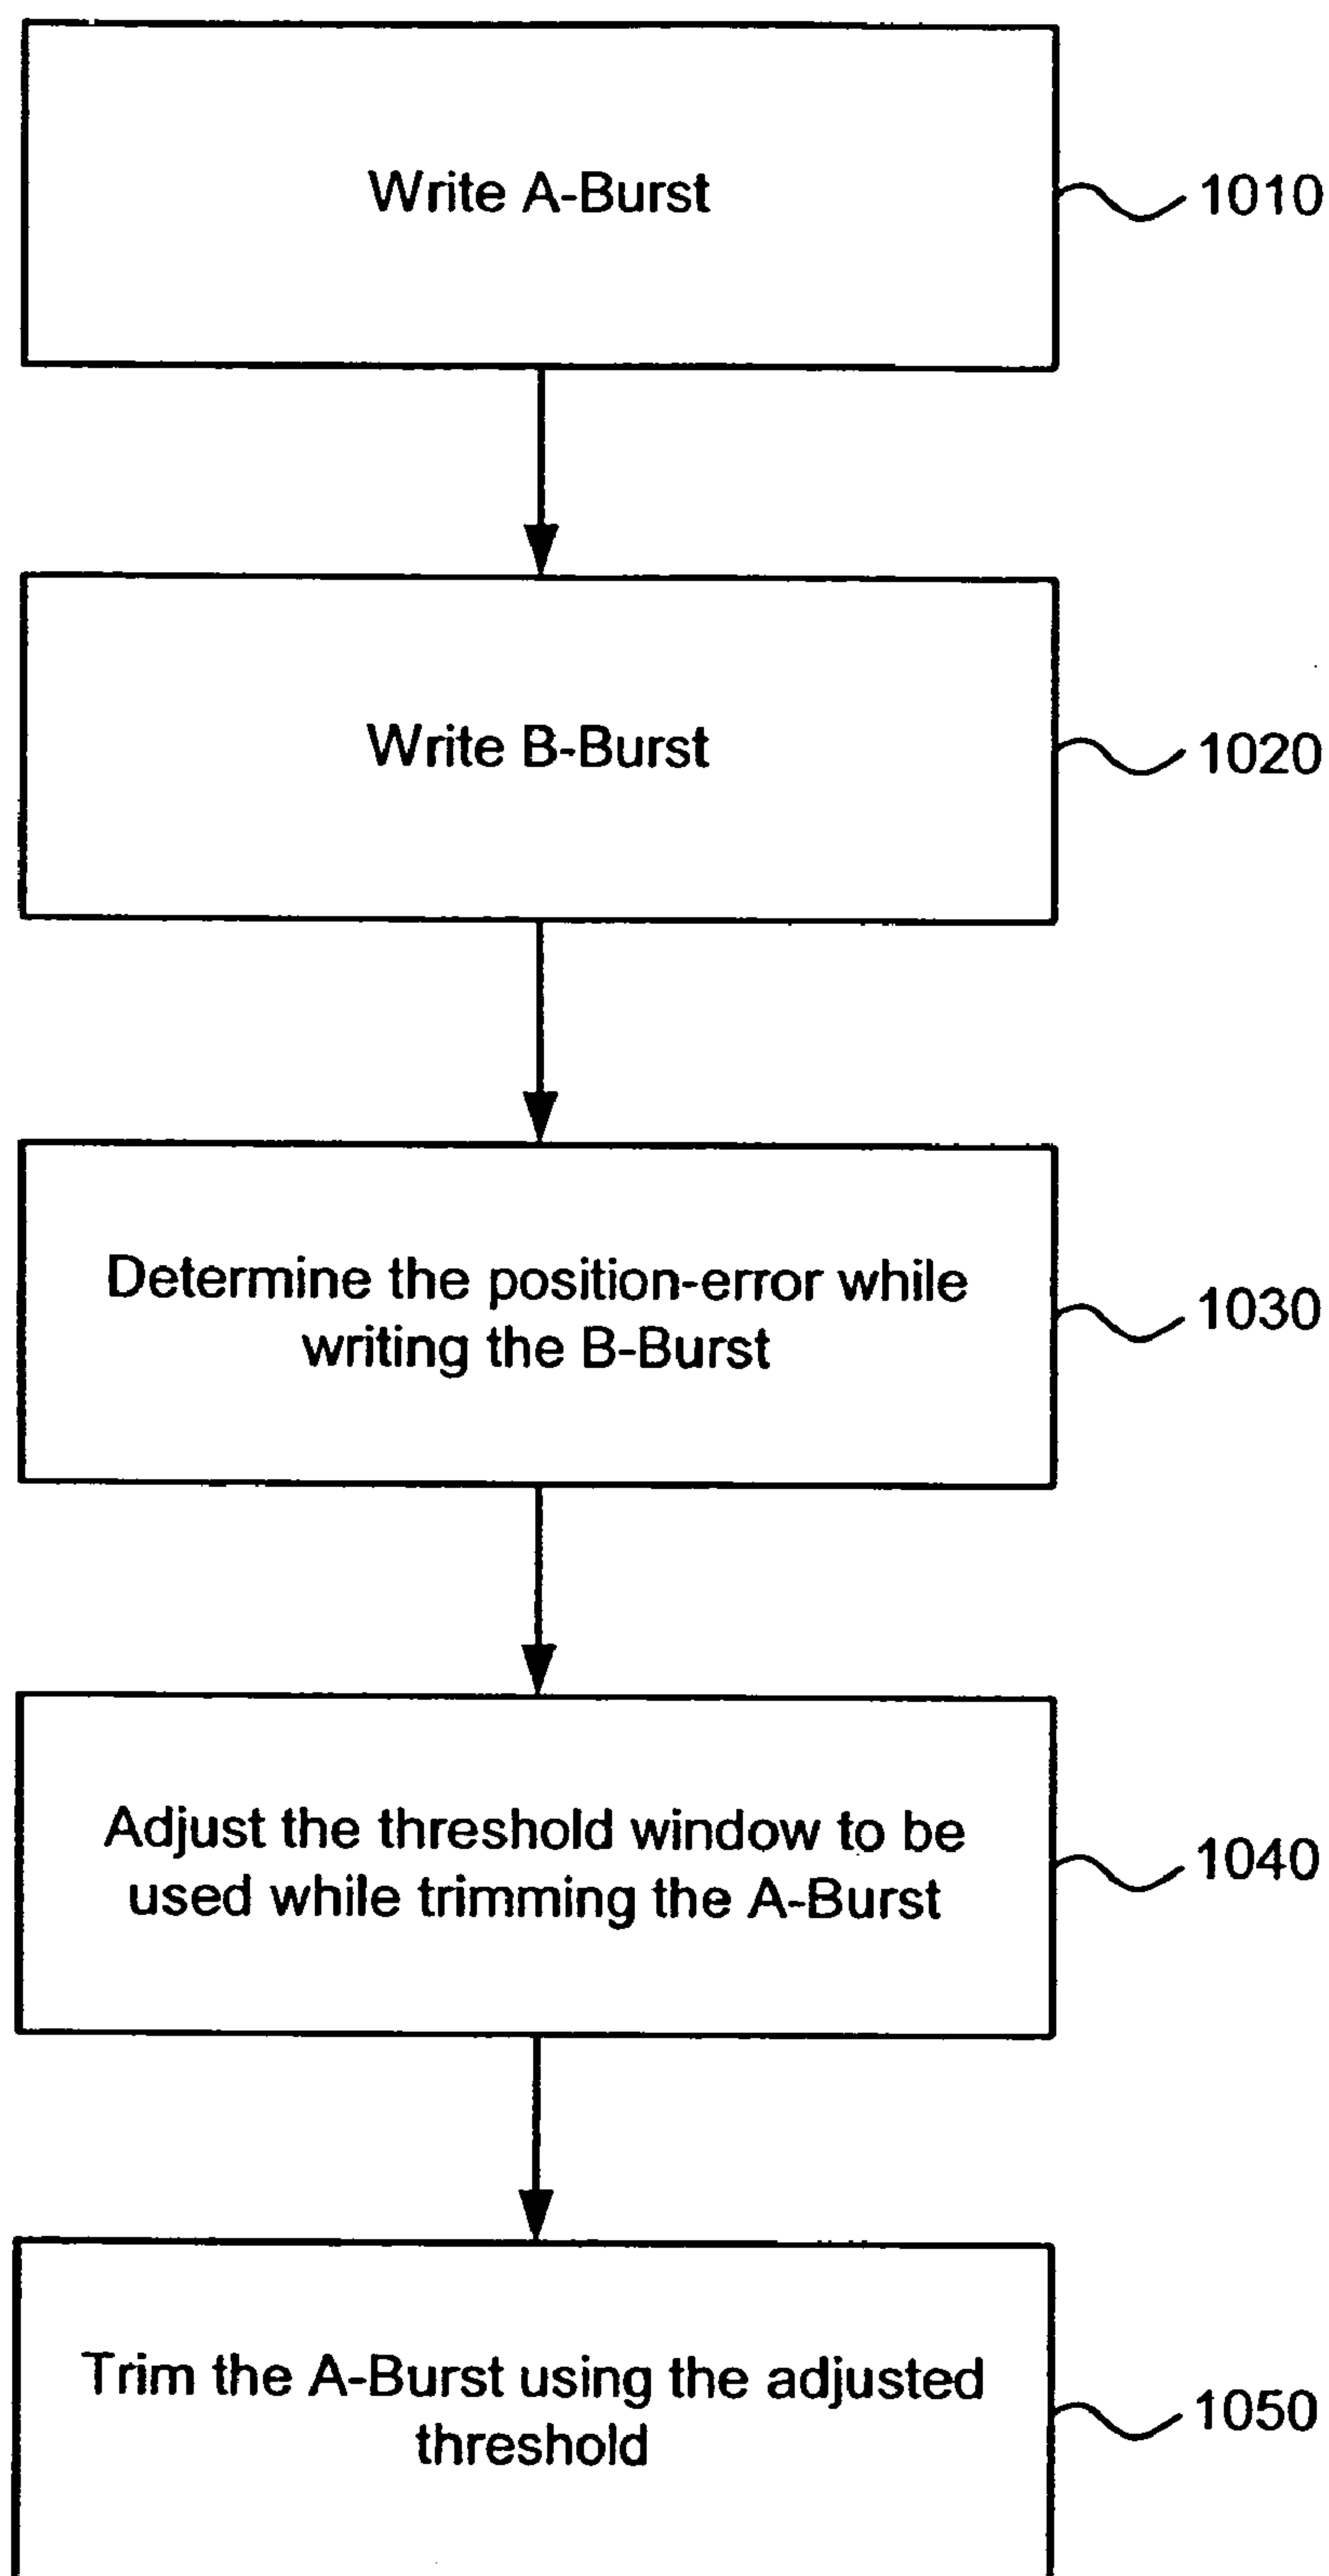 Write A-Burst
1010
Write B-Burst
1020
Determine the position-error while
writing the B-Burst
1030
Adjust the threshold window to be
used while trimming the A-Burst
1040
Trim the A-Burst using the adjusted
threshold
1050